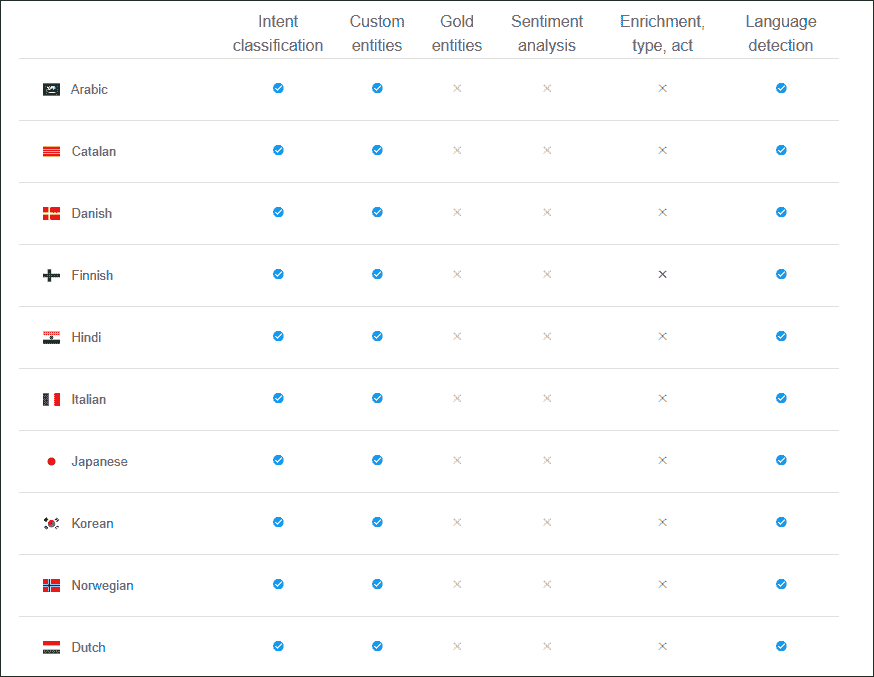 Intent Custom Gold Sentiment Enrichment, Language
classification entities entities analysis type, act detection
Arabic
Catalan
Danish
Finnish
Hindi
Italian
Japanese
Korean
Norwegian
Dutch